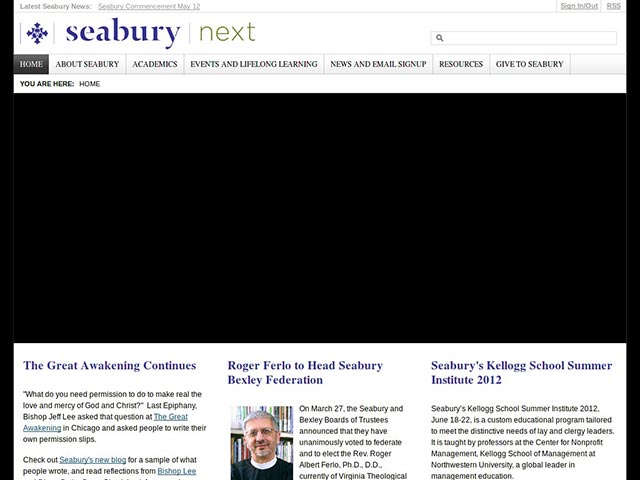 Latest Seabury News: Seabury Commencement May 12
Sign In/Out RSS
seabury next
HOME ABOUT SEABURY ACADEMICS EVENTS AND LIFELONG LEARNING NEWS AND EMAIL SIGNUP RESOURCES GIVE TO SEABURY
YOU ARE HERE: HOME
The Great Awakening Continues
"What do you need permission to do to make real the
love and mercy of God and Christ?" Last Epiphany,
Bishop Jeff Lee asked that question at The Great
Awakening in Chicago and asked people to write their
own permission slips.
Check out Seabury's new blog for a sample of what
people wrote, and read reflections from Bishop Lee
Roger Ferlo to Head Seabury
Bexley Federation
On March 27, the Seabury and
Bexley Boards of Trustees
announced that they have
unanimously voted to federate
and to elect the Rev. Roger
Albert Ferlo, Ph.D., D.D.,
currently of Virginia Theological
Seabury's Kellogg School Summer
Institute 2012
Seabury's Kellogg School Summer Institute 2012,
June 18-22, is a custom educational program tailored
to meet the distinctive needs of lay and clergy leaders.
It is taught by professors at the Center for Nonprofit
Management, Kellogg School of Management at
Northwestern University, a global leader in
management education.